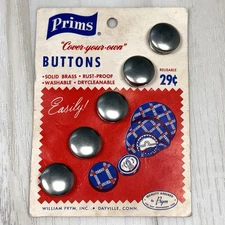 Prims®
"Cover-your-own"
BUTTONS
•SOLID BRASS • RUST-PROOF
•WASHABLE • DRYCLEANABLE
REUSABLE
29¢
Easily!
WILLIAM PRYM, INC. • DAYVILLE, CONN.